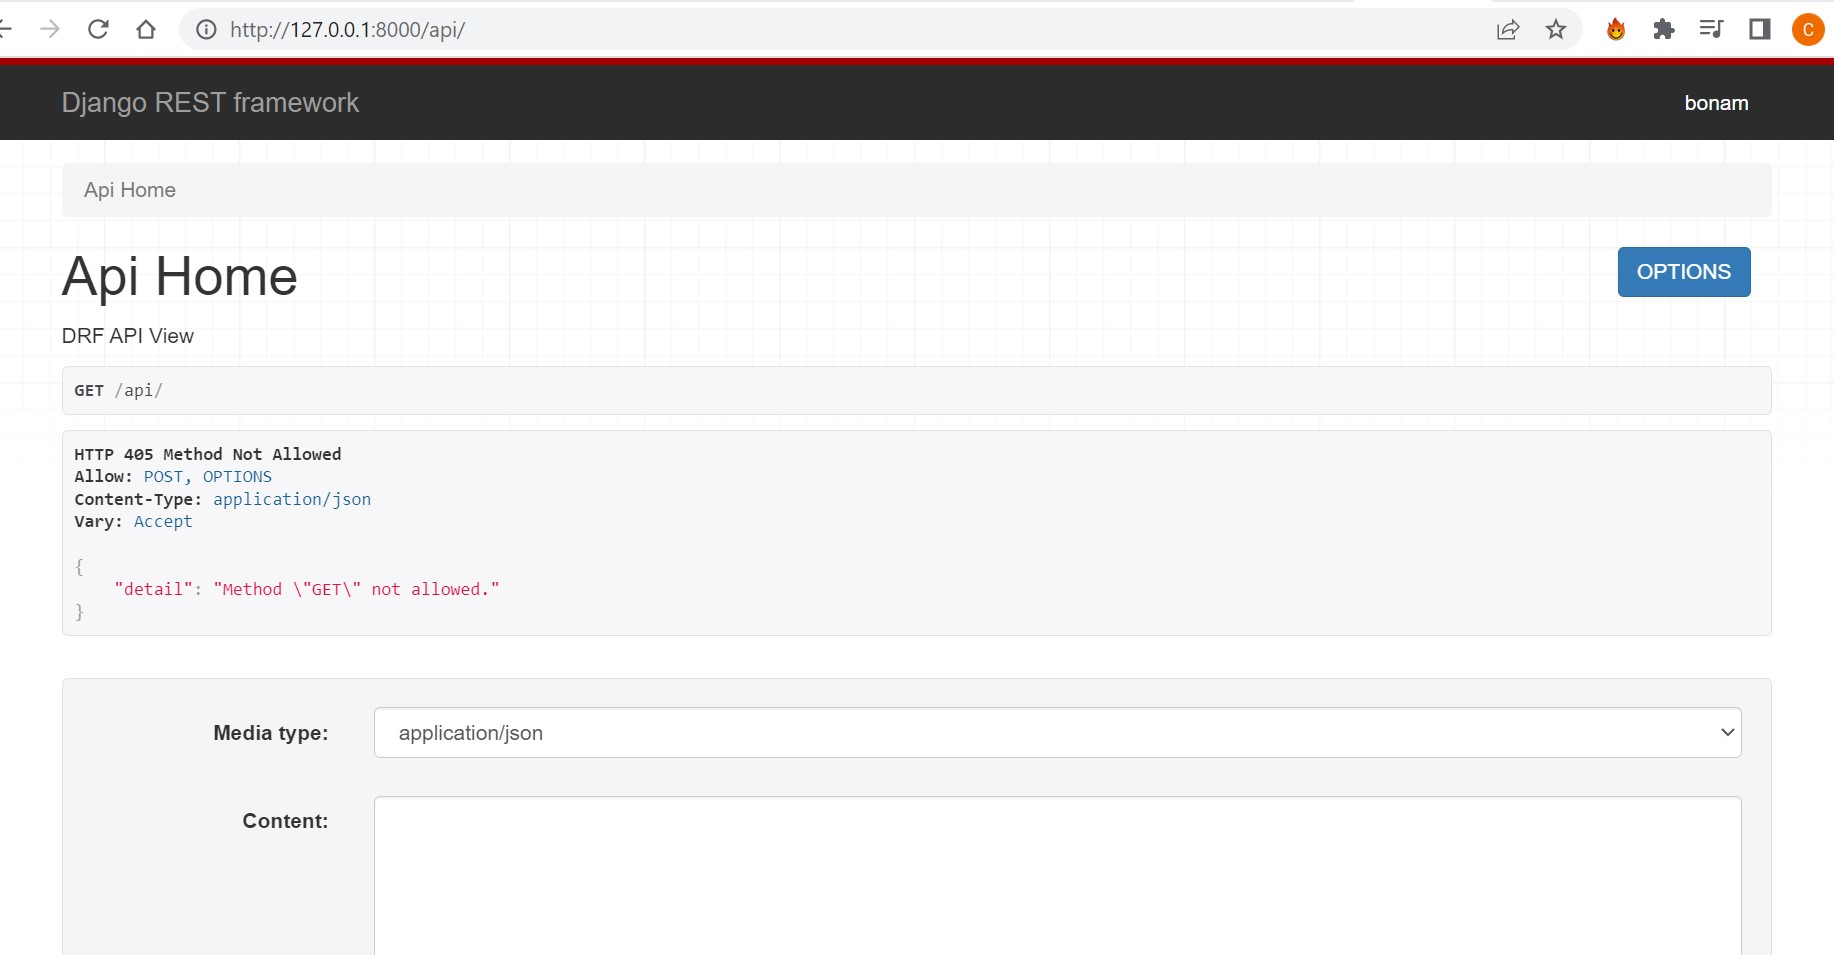 http://127.0.0.1:8000/api/
C
Django REST framework
bonam
Api Home
Api Home
OPTIONS
DRF API View
GET /api/
HTTP 405 Method Not Allowed
Allow: POST, OPTIONS
Content-Type: application/json
Vary: Accept
{
"detail": "Method \"GET\" not allowed."
}
Media type:
application/json
Content: